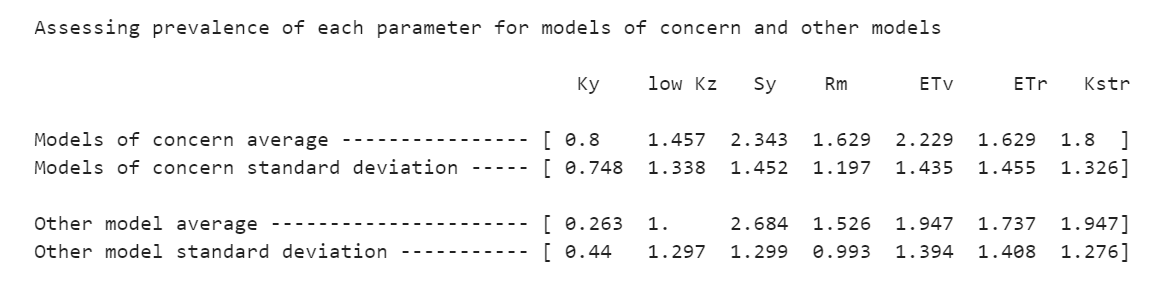 Assessing prevalence of each parameter for models of concern and other models
Ky low Kz Sy Rm ETv ETr Kstr
Models of concern average ---------------- [ 0.8 1.457 2.343 1.629 2.229 1.629 1.8 ]
Models of concern standard deviation ----- [ 0.748 1.338 1.452 1.197 1.435 1.455 1.326]
Other model average ---------------------- [ 0.263 1. 2.684 1.526 1.947 1.737 1.947]
Other model standard deviation ----------- [ 0.44 1.297 1.299 0.993 1.394 1.408 1.276]